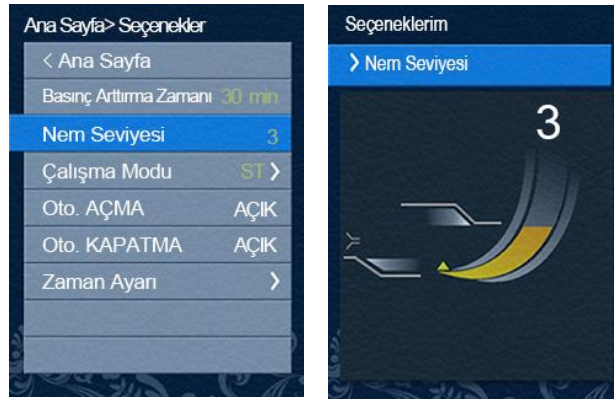 Ana Sayfa> Seçenekler
< Ana Sayfa
Basınç Arttırma Zamanı 30 min
Nem Seviyesi 3
Çalışma Modu ST >
Oto. AÇMA AÇIK
Oto. KAPATMA AÇIK
Zaman Ayarı >
Seçeneklerim
> Nem Seviyesi
3